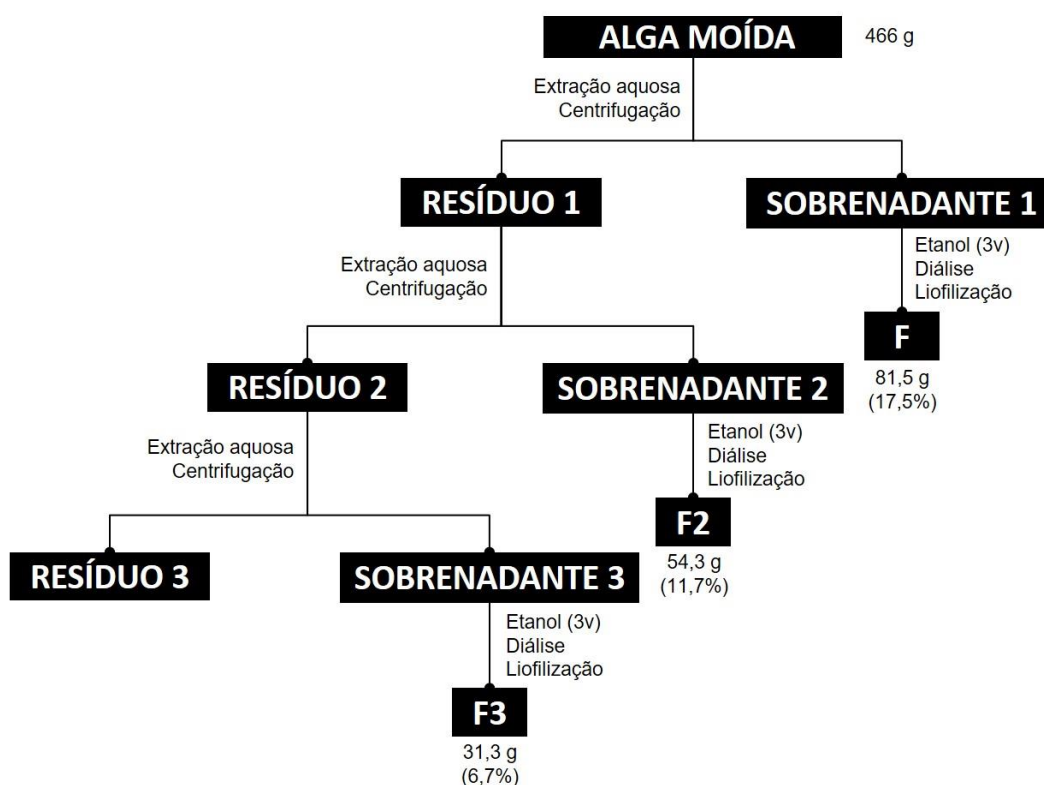 ALGA MOÍDA
466 g
Extração aquosa
Centrifugação
RESÍDUO 1
SOBRENADANTE 1
Extração aquosa
Centrifugação
Etanol (3v)
Diálise
Liofilização
F
81,5 g
(17,5%)
RESÍDUO 2
SOBRENADANTE 2
Extração aquosa
Centrifugação
Etanol (3v)
Diálise
Liofilização
F2
54,3 g
(11,7%)
RESÍDUO 3
SOBRENADANTE 3
Etanol (3v)
Diálise
Liofilização
F3
31,3 g
(6,7%)